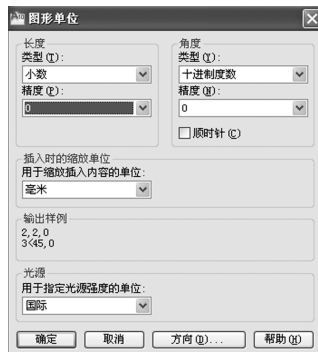 图形单位
长度
类型(T):
小数
精度(P):
0
角度
类型(Y):
十进制度数
精度(N):
0
顺时针(C)
插入时的缩放单位
用于缩放插入内容的单位:
毫米
输出样例
2,2,0
3<45,0
光源
用于指定光源强度的单位:
国际
确定 取消 方向(D)... 帮助(H)